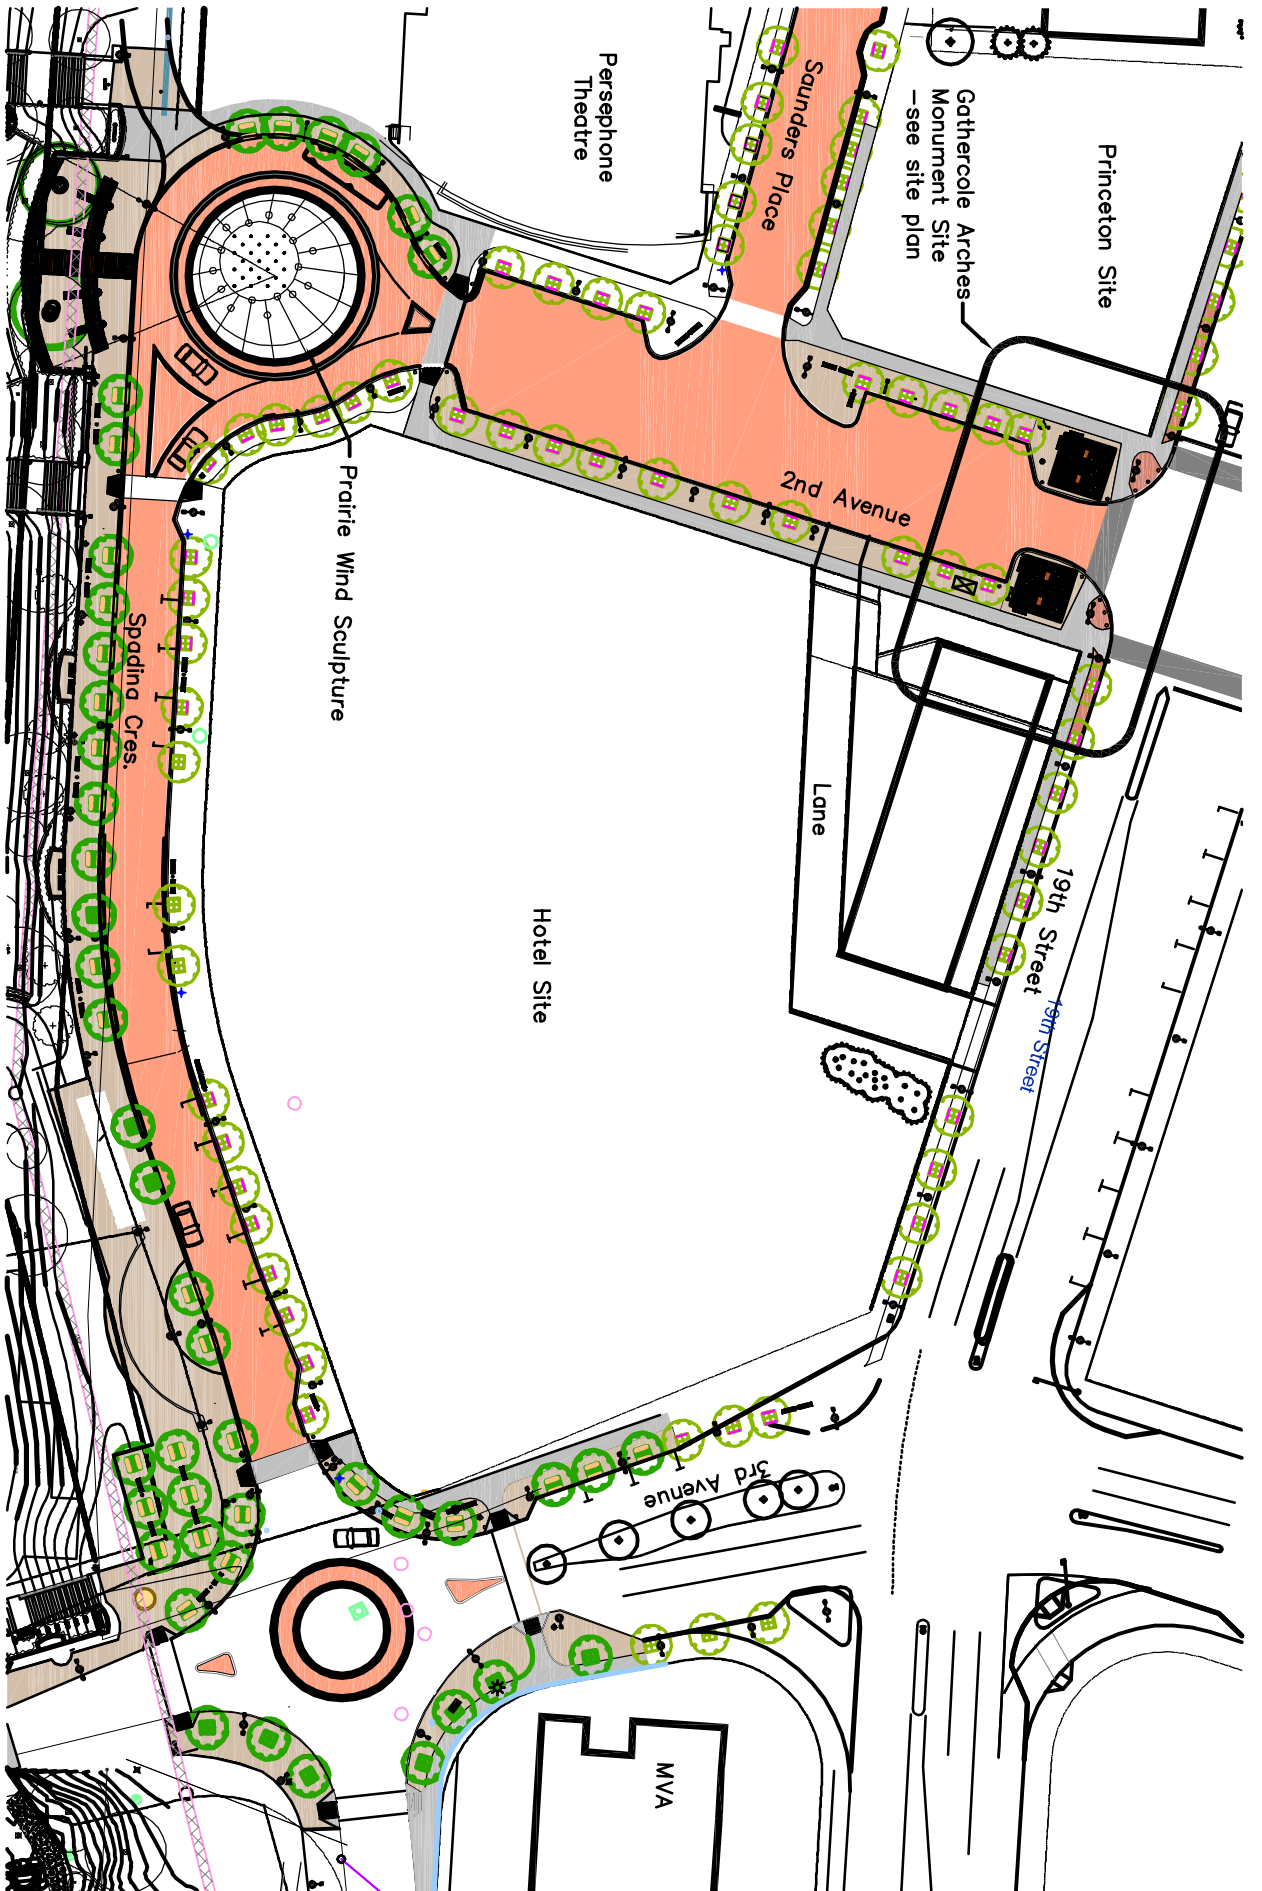 Persephone
Theatre
Saunders Place
Gathercole Arches
Monument Site
-see site plan
Princeton Site
2nd Avenue
Prairie Wind Sculpture
Spadina Cres.
Lane
19th Street
19th Street
Hotel Site
3rd Avenue
MVA